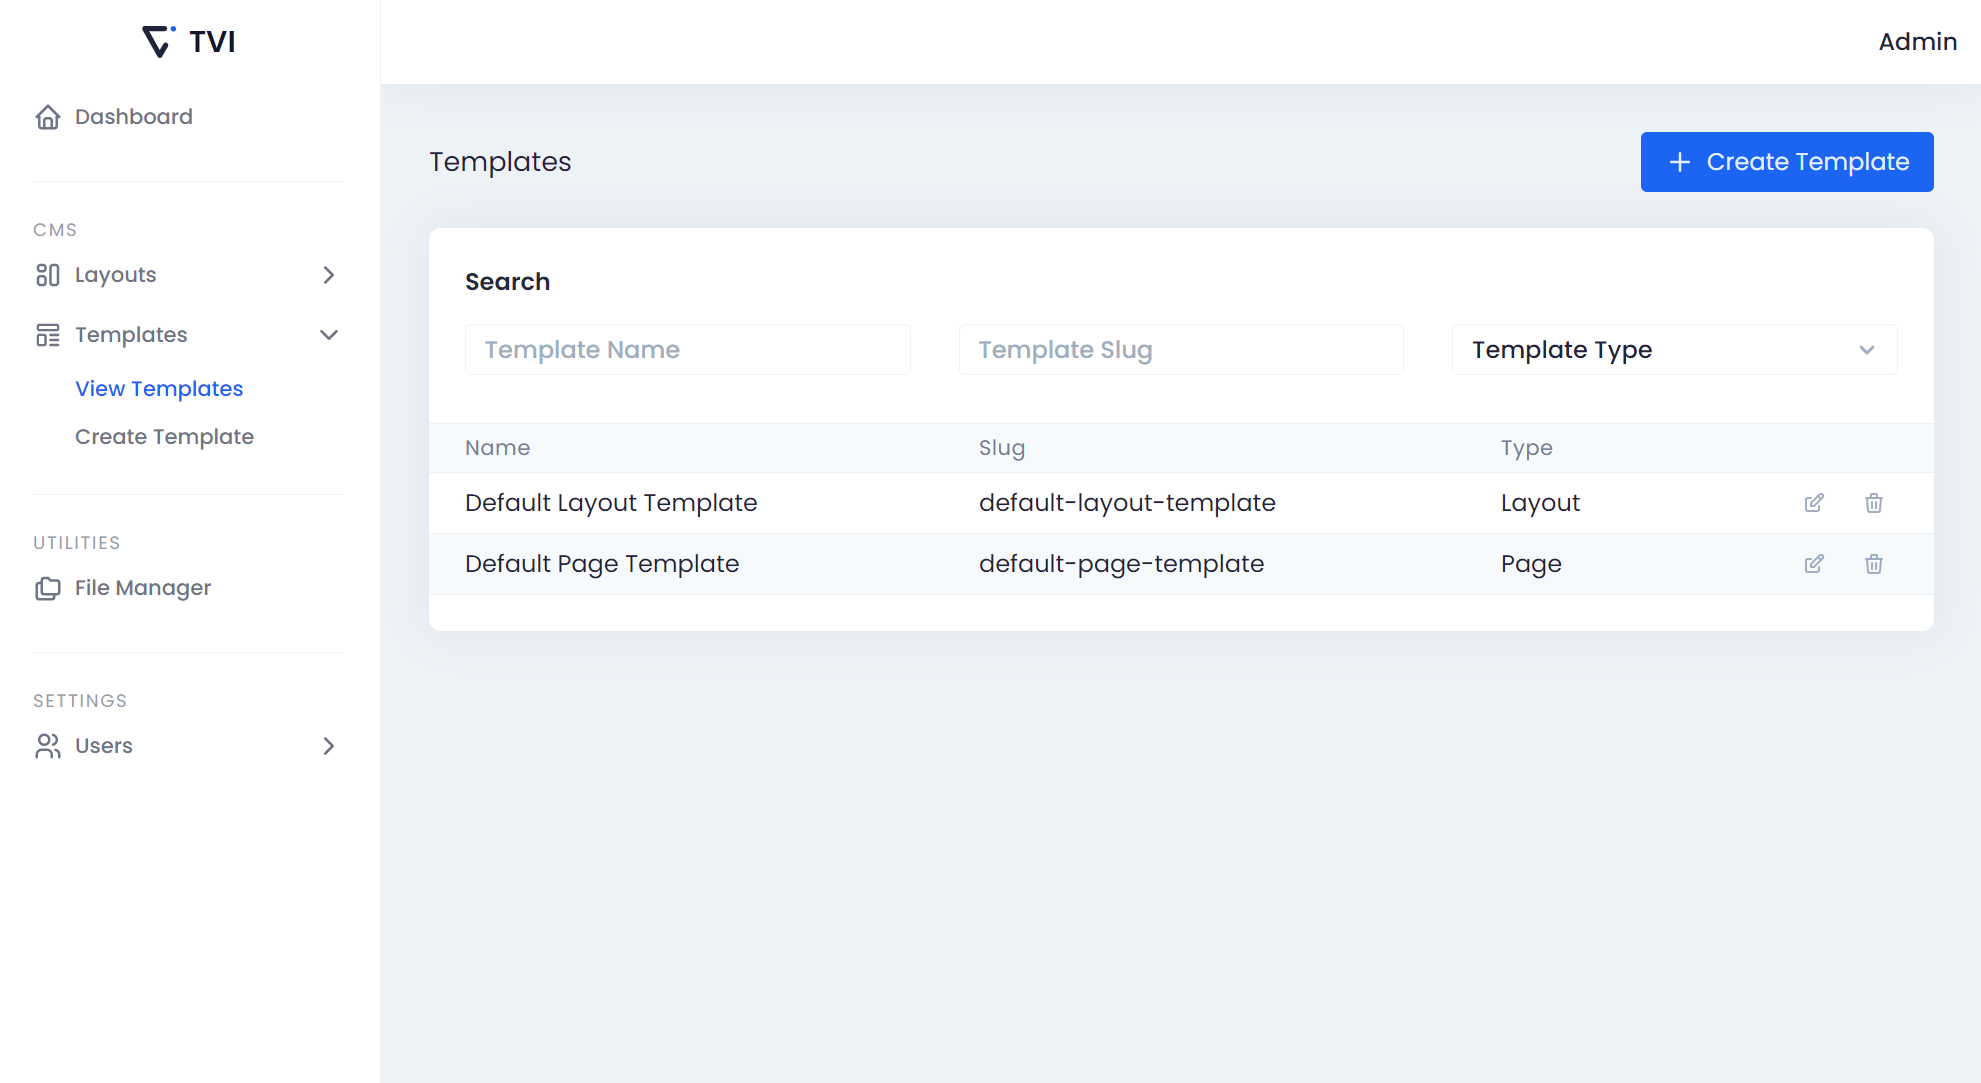 TVI
Admin
Dashboard
CMS
Layouts
Templates
View Templates
Create Template
UTILITIES
File Manager
SETTINGS
Users
Templates
Create Template
Search
Template Name
Template Slug
Template Type
Name Slug Type
Default Layout Template default-layout-template Layout
Default Page Template default-page-template Page